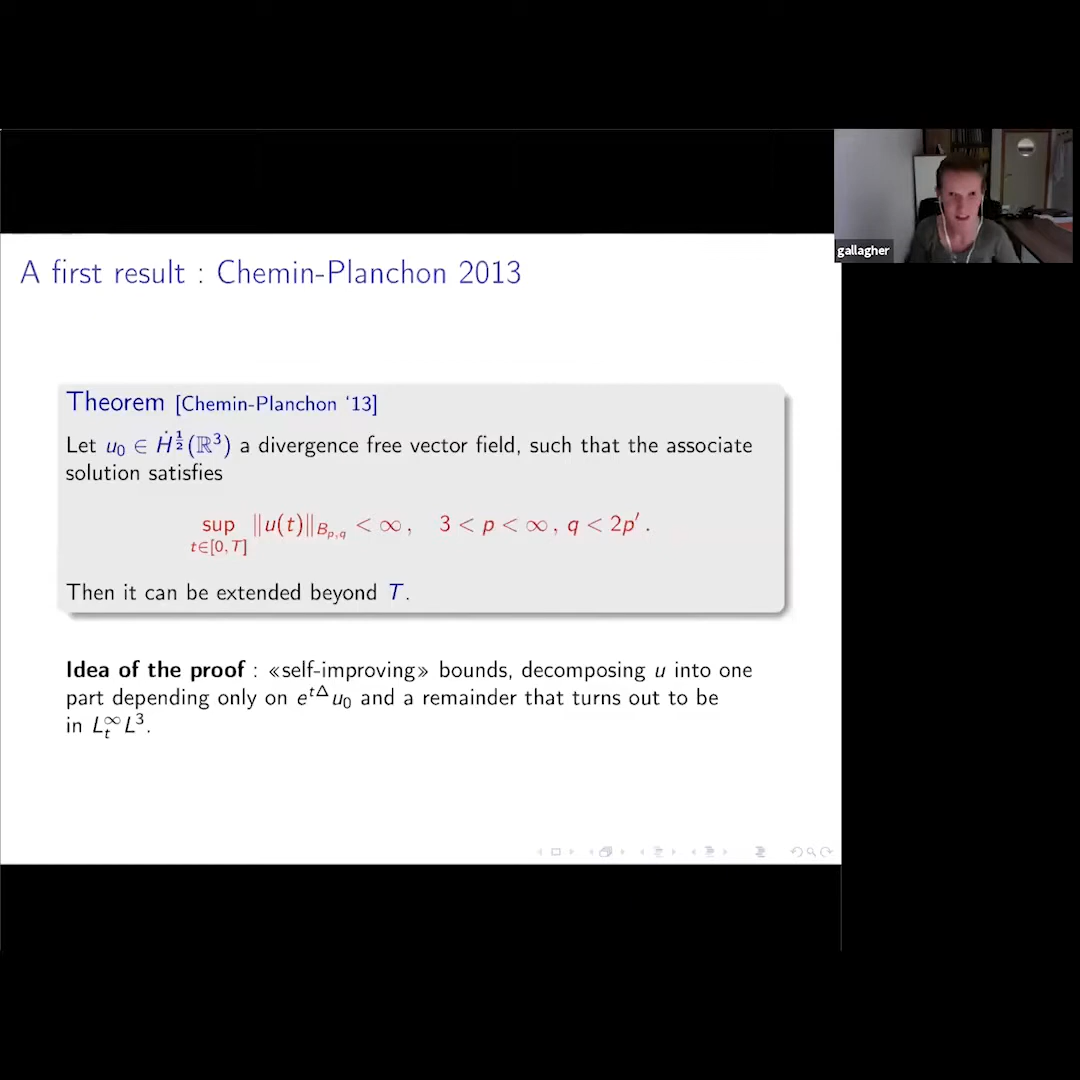 gallagher
A first result : Chemin-Planchon 2013
Theorem [Chemin-Planchon ‘13]
Let u₀ ∈ Ḣ^{1/2}(ℝ³) a divergence free vector field, such that the associate
solution satisfies
sup_{t∈[0,T]} ‖u(t)‖_{B_{p,q}} < ∞ , 3 < p < ∞ , q < 2p′ .
Then it can be extended beyond T.
Idea of the proof : «self-improving» bounds, decomposing u into one
part depending only on e^{tΔ}u₀ and a remainder that turns out to be
in L_t^∞ L³.